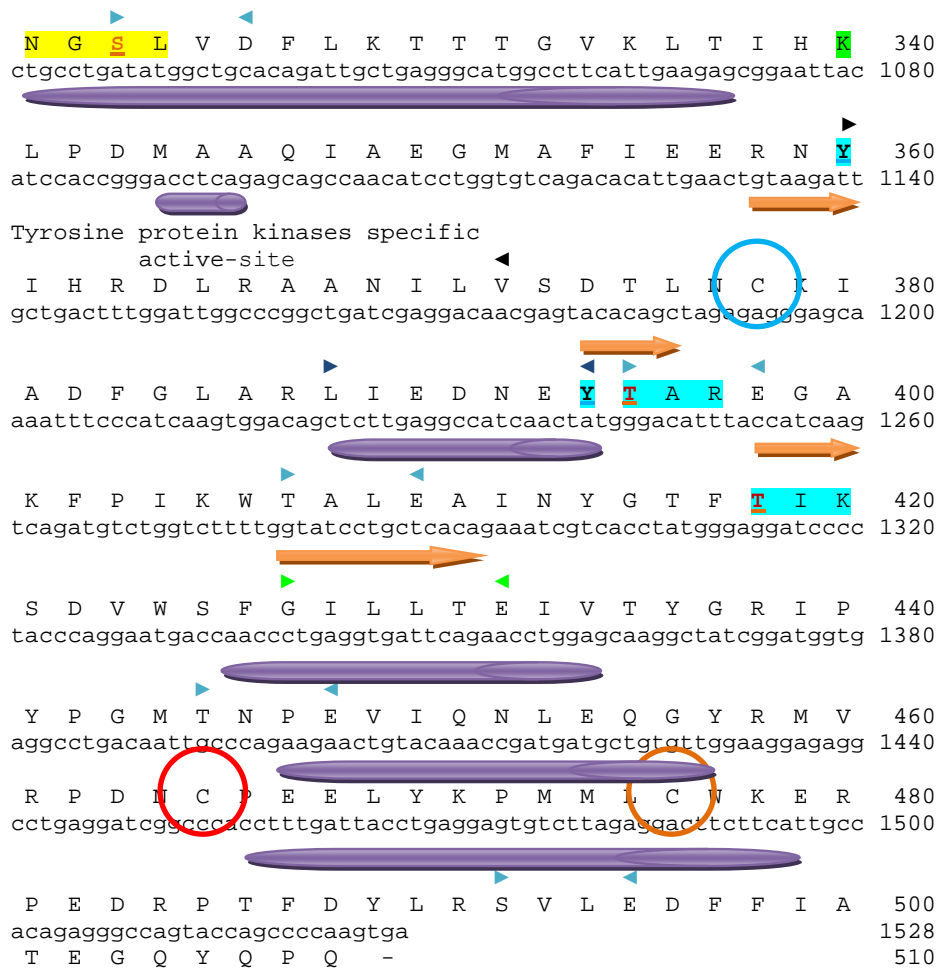 N G S L V D F L K T T T G V K L T I H K 340
ctgcctgatatggctgcacagattgctgagggcatggccttcattgaagagcggaattac 1080
L P D M A A Q I A E G M A F I E E R N Y 360
atccaccgggacctcagagcagccaacatcctggtgtcagacacattgaactgtaagatt 1140
Tyrosine protein kinases specific
active-site
I H R D L R A A N I L V S D T L N C K I 380
gctgactttggattggcccggctgatcgaggacaacgagtacacagctagagagggagca 1200
A D F G L A R L I E D N E Y T A R E G A 400
aaatttcccatcaagtggacagctcttgaggccatcaactatgggacatttaccatcaag 1260
K F P I K W T A L E A I N Y G T F T I K 420
tcagatgtctggtcttttggtatcctgctcacagaaatcgtcacctatgggaggatcccc 1320
S D V W S F G I L L T E I V T Y G R I P 440
tacccaggaatgaccaaccctgaggtgattcagaacctggagcaaggctatcggatggtg 1380
Y P G M T N P E V I Q N L E Q G Y R M V 460
aggcctgacaattgcccagaagaactgtacaaaccgatgatgctgtgttggaaggagagg 1440
R P D N C P E E L Y K P M M L C W K E R 480
cctgaggatcggcccacctttgattacctgaggagtgtcttagaggacttcttcattgcc 1500
P E D R P T F D Y L R S V L E D F F I A 500
acagagggccagtaccagccccaagtga 1528
T E G Q Y Q P Q - 510